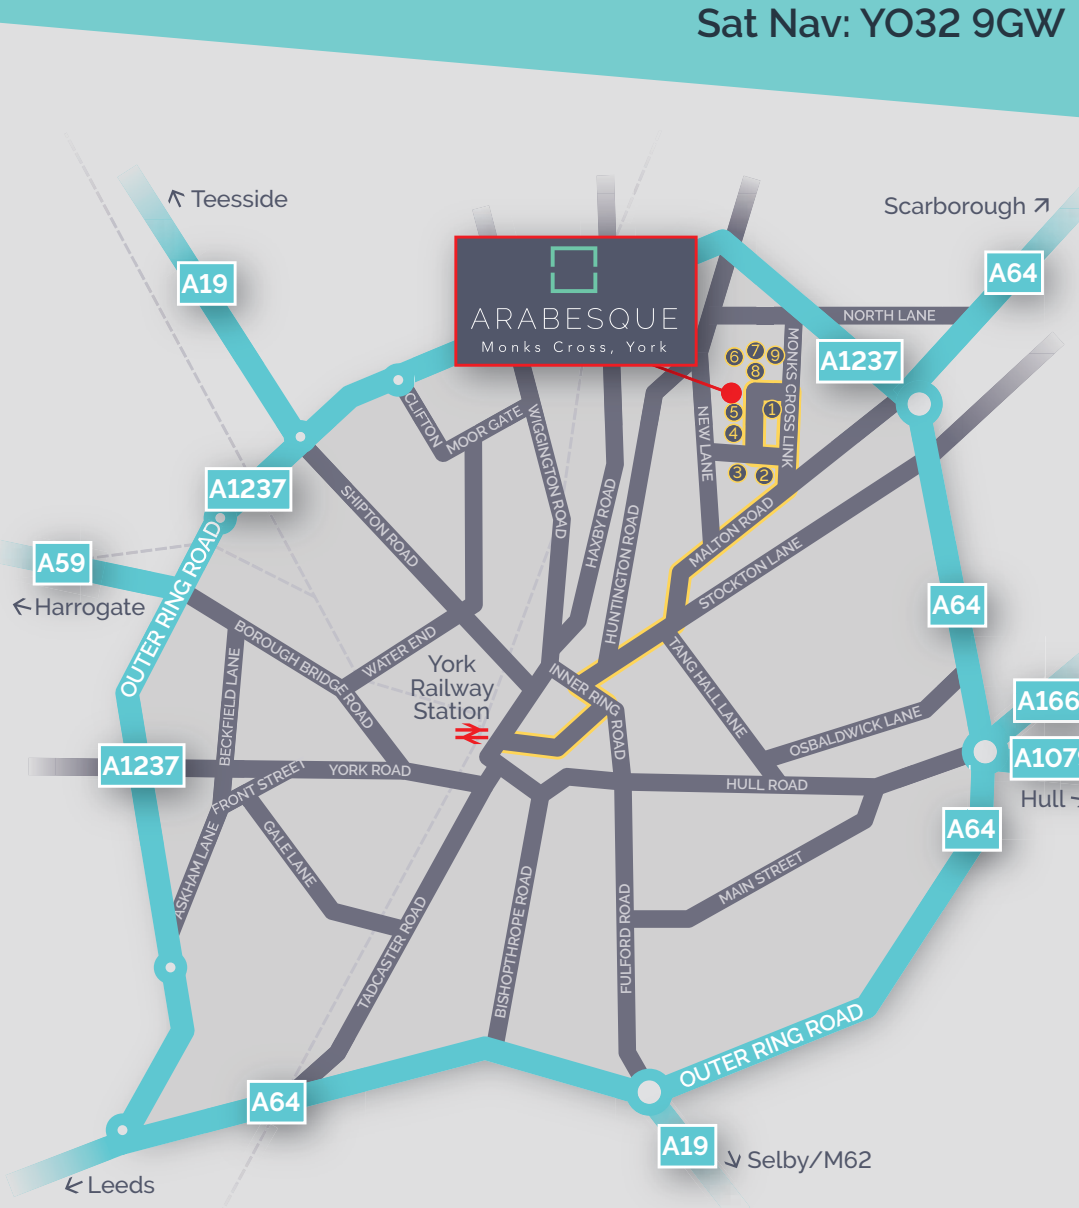 Sat Nav: YO32 9GW
Teesside
Scarborough
A19
A64
ARABESQUE
Monks Cross, York
NORTH LANE
A1237
MONKS CROSS LINK
6
7
9
8
5
1
4
3
2
NEW LANE
CLIFTON
MOOR GATE
WIGGINGTON ROAD
HAXBY ROAD
HUNTINGTON ROAD
MALTON ROAD
STOCKTON LANE
A1237
SHIPTON ROAD
OUTER RING ROAD
A59
Harrogate
A64
BOROUGH BRIDGE ROAD
WATER END
BECKFIELD LANE
York
Railway
Station
INNER RING ROAD
TANG HALL LANE
OSBALDWICK LANE
A166
A107
Hull
A1237
FRONT STREET
YORK ROAD
HULL ROAD
A64
GALE LANE
ASKHAM LANE
MAIN STREET
TADCASTER ROAD
BISHOPTHROPE ROAD
FULFORD ROAD
OUTER RING ROAD
A64
A19
Selby/M62
Leeds